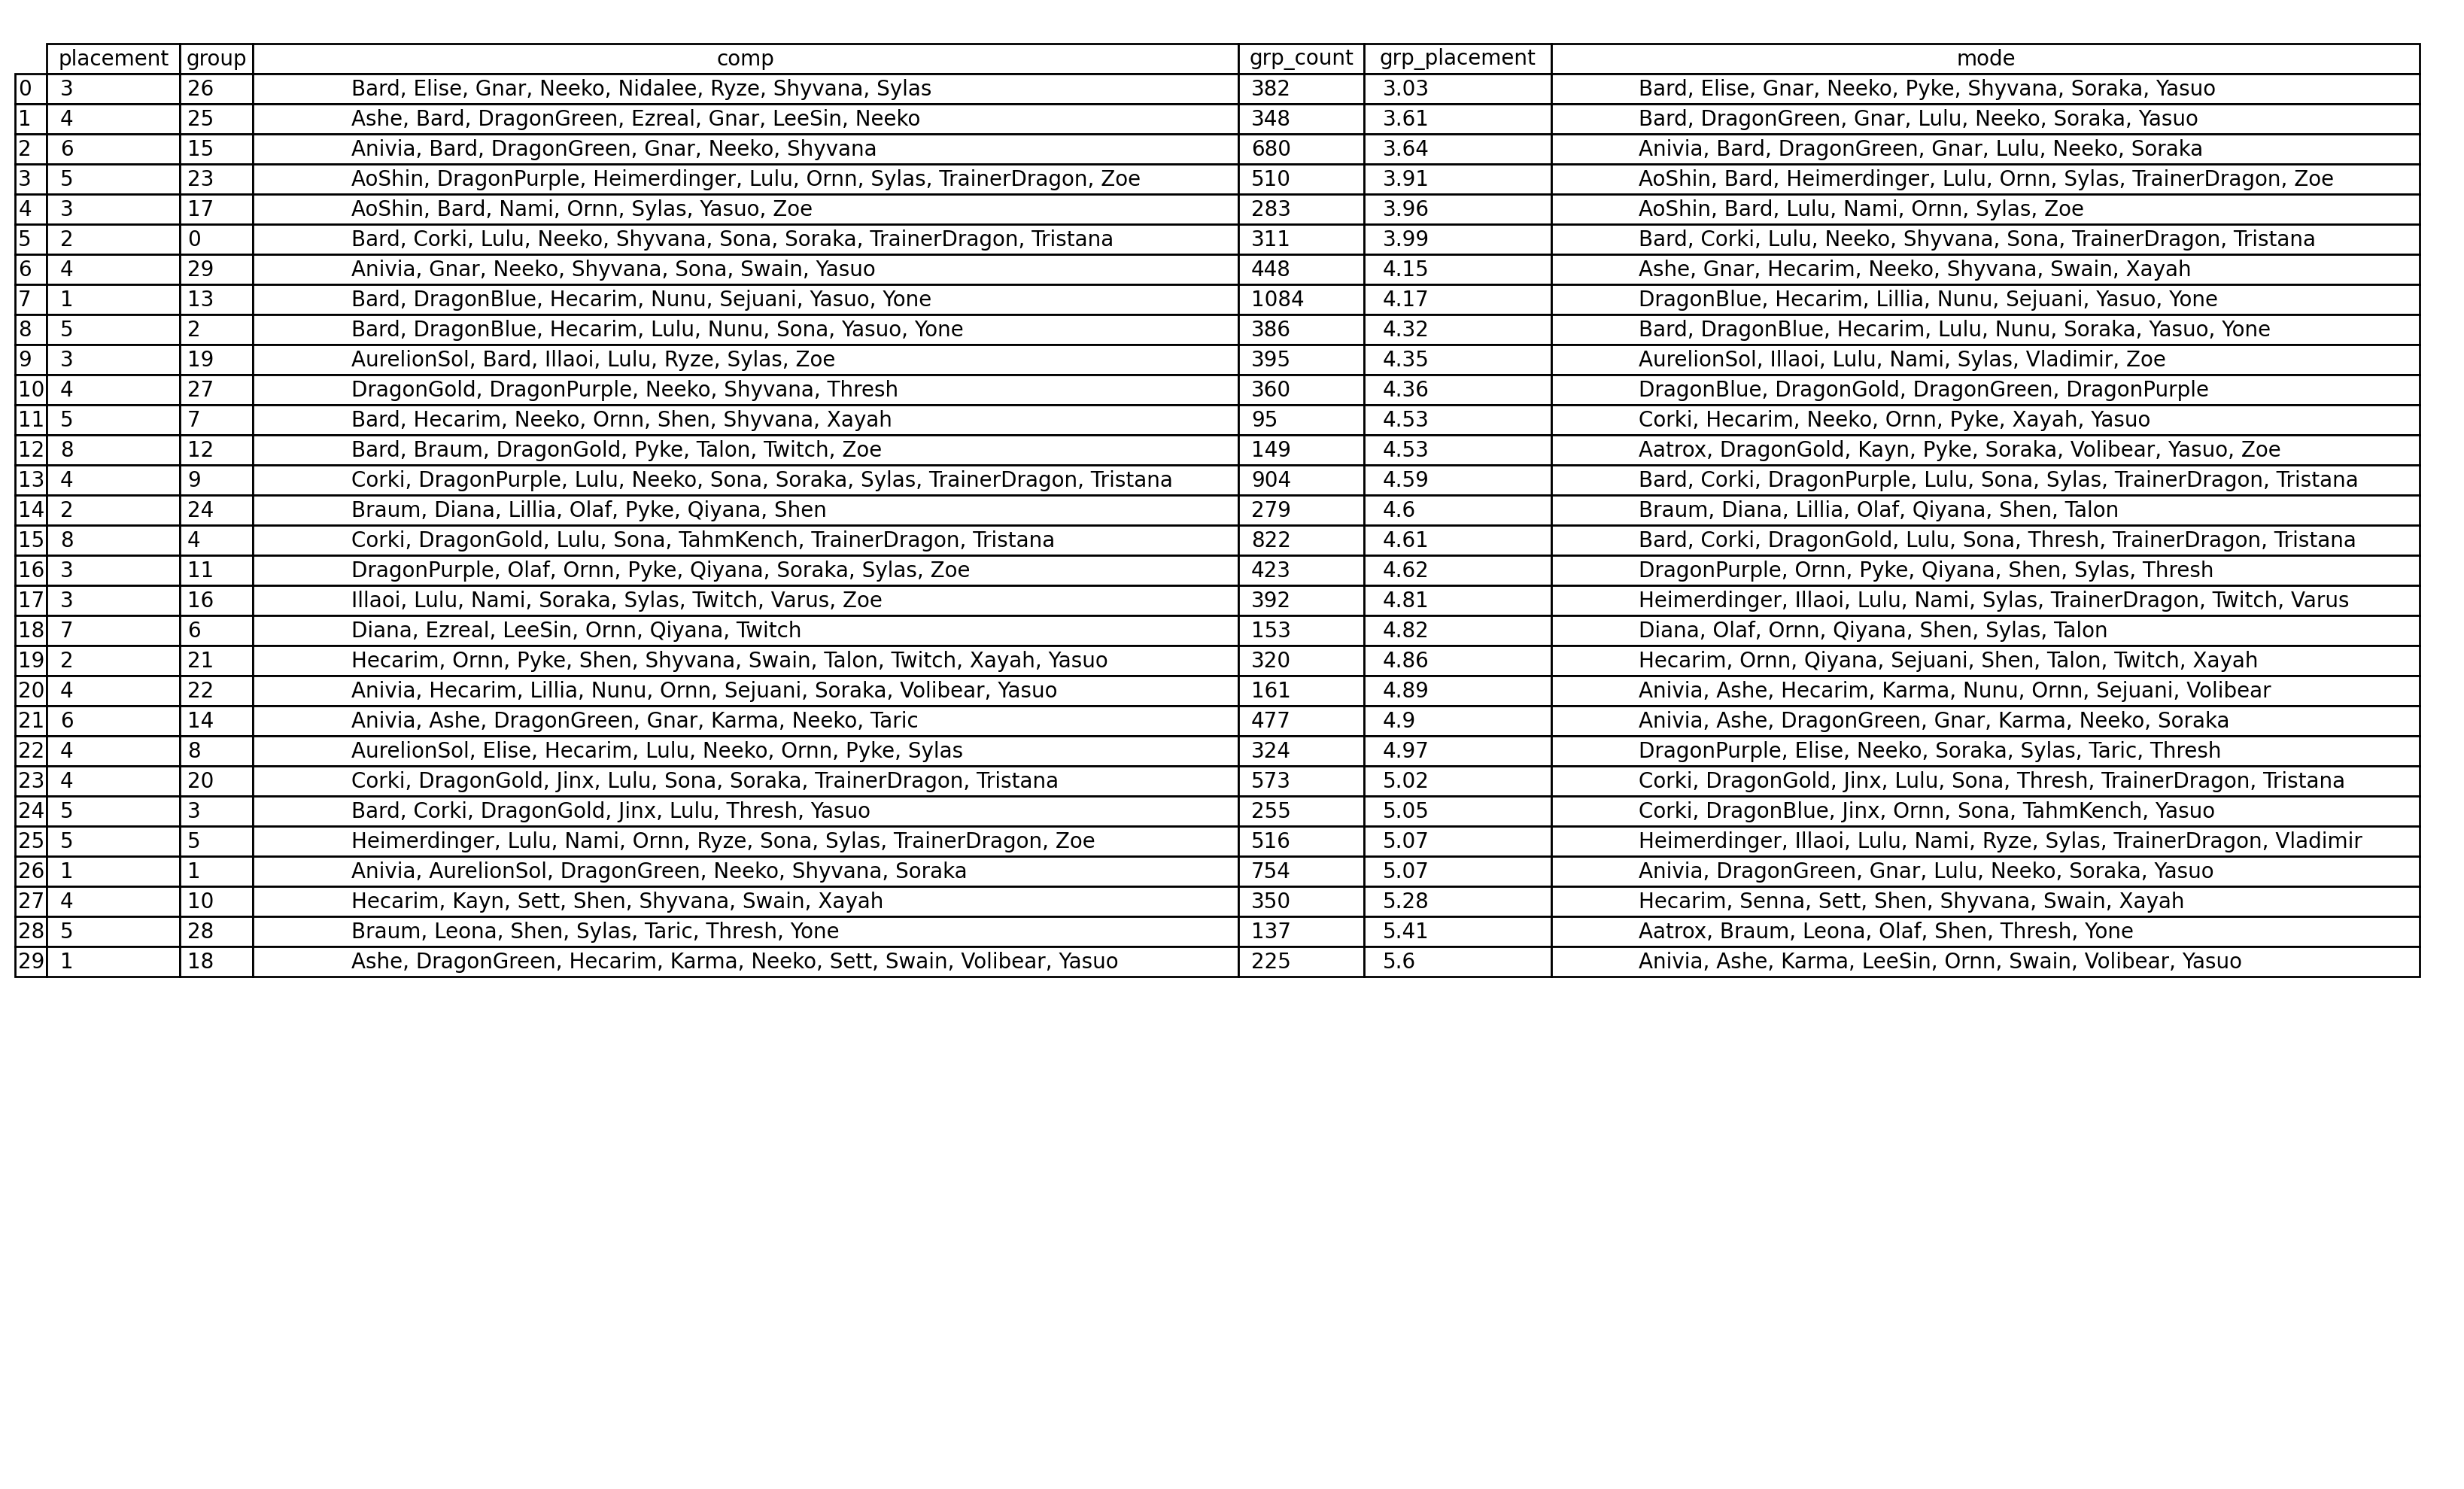 placement group comp grp_count grp_placement mode
0 3 26 Bard, Elise, Gnar, Neeko, Nidalee, Ryze, Shyvana, Sylas 382 3.03 Bard, Elise, Gnar, Neeko, Pyke, Shyvana, Soraka, Yasuo
1 4 25 Ashe, Bard, DragonGreen, Ezreal, Gnar, LeeSin, Neeko 348 3.61 Bard, DragonGreen, Gnar, Lulu, Neeko, Soraka, Yasuo
2 6 15 Anivia, Bard, DragonGreen, Gnar, Neeko, Shyvana 680 3.64 Anivia, Bard, DragonGreen, Gnar, Lulu, Neeko, Soraka
3 5 23 AoShin, DragonPurple, Heimerdinger, Lulu, Ornn, Sylas, TrainerDragon, Zoe 510 3.91 AoShin, Bard, Heimerdinger, Lulu, Ornn, Sylas, TrainerDragon, Zoe
4 3 17 AoShin, Bard, Nami, Ornn, Sylas, Yasuo, Zoe 283 3.96 AoShin, Bard, Lulu, Nami, Ornn, Sylas, Zoe
5 2 0 Bard, Corki, Lulu, Neeko, Shyvana, Sona, Soraka, TrainerDragon, Tristana 311 3.99 Bard, Corki, Lulu, Neeko, Shyvana, Sona, TrainerDragon, Tristana
6 4 29 Anivia, Gnar, Neeko, Shyvana, Sona, Swain, Yasuo 448 4.15 Ashe, Gnar, Hecarim, Neeko, Shyvana, Swain, Xayah
7 1 13 Bard, DragonBlue, Hecarim, Nunu, Sejuani, Yasuo, Yone 1084 4.17 DragonBlue, Hecarim, Lillia, Nunu, Sejuani, Yasuo, Yone
8 5 2 Bard, DragonBlue, Hecarim, Lulu, Nunu, Sona, Yasuo, Yone 386 4.32 Bard, DragonBlue, Hecarim, Lulu, Nunu, Soraka, Yasuo, Yone
9 3 19 AurelionSol, Bard, Illaoi, Lulu, Ryze, Sylas, Zoe 395 4.35 AurelionSol, Illaoi, Lulu, Nami, Sylas, Vladimir, Zoe
10 4 27 DragonGold, DragonPurple, Neeko, Shyvana, Thresh 360 4.36 DragonBlue, DragonGold, DragonGreen, DragonPurple
11 5 7 Bard, Hecarim, Neeko, Ornn, Shen, Shyvana, Xayah 95 4.53 Corki, Hecarim, Neeko, Ornn, Pyke, Xayah, Yasuo
12 8 12 Bard, Braum, DragonGold, Pyke, Talon, Twitch, Zoe 149 4.53 Aatrox, DragonGold, Kayn, Pyke, Soraka, Volibear, Yasuo, Zoe
13 4 9 Corki, DragonPurple, Lulu, Neeko, Sona, Soraka, Sylas, TrainerDragon, Tristana 904 4.59 Bard, Corki, DragonPurple, Lulu, Sona, Sylas, TrainerDragon, Tristana
14 2 24 Braum, Diana, Lillia, Olaf, Pyke, Qiyana, Shen 279 4.6 Braum, Diana, Lillia, Olaf, Qiyana, Shen, Talon
15 8 4 Corki, DragonGold, Lulu, Sona, TahmKench, TrainerDragon, Tristana 822 4.61 Bard, Corki, DragonGold, Lulu, Sona, Thresh, TrainerDragon, Tristana
16 3 11 DragonPurple, Olaf, Ornn, Pyke, Qiyana, Soraka, Sylas, Zoe 423 4.62 DragonPurple, Ornn, Pyke, Qiyana, Shen, Sylas, Thresh
17 3 16 Illaoi, Lulu, Nami, Soraka, Sylas, Twitch, Varus, Zoe 392 4.81 Heimerdinger, Illaoi, Lulu, Nami, Sylas, TrainerDragon, Twitch, Varus
18 7 6 Diana, Ezreal, LeeSin, Ornn, Qiyana, Twitch 153 4.82 Diana, Olaf, Ornn, Qiyana, Shen, Sylas, Talon
19 2 21 Hecarim, Ornn, Pyke, Shen, Shyvana, Swain, Talon, Twitch, Xayah, Yasuo 320 4.86 Hecarim, Ornn, Qiyana, Sejuani, Shen, Talon, Twitch, Xayah
20 4 22 Anivia, Hecarim, Lillia, Nunu, Ornn, Sejuani, Soraka, Volibear, Yasuo 161 4.89 Anivia, Ashe, Hecarim, Karma, Nunu, Ornn, Sejuani, Volibear
21 6 14 Anivia, Ashe, DragonGreen, Gnar, Karma, Neeko, Taric 477 4.9 Anivia, Ashe, DragonGreen, Gnar, Karma, Neeko, Soraka
22 4 8 AurelionSol, Elise, Hecarim, Lulu, Neeko, Ornn, Pyke, Sylas 324 4.97 DragonPurple, Elise, Neeko, Soraka, Sylas, Taric, Thresh
23 4 20 Corki, DragonGold, Jinx, Lulu, Sona, Soraka, TrainerDragon, Tristana 573 5.02 Corki, DragonGold, Jinx, Lulu, Sona, Thresh, TrainerDragon, Tristana
24 5 3 Bard, Corki, DragonGold, Jinx, Lulu, Thresh, Yasuo 255 5.05 Corki, DragonBlue, Jinx, Ornn, Sona, TahmKench, Yasuo
25 5 5 Heimerdinger, Lulu, Nami, Ornn, Ryze, Sona, Sylas, TrainerDragon, Zoe 516 5.07 Heimerdinger, Illaoi, Lulu, Nami, Ryze, Sylas, TrainerDragon, Vladimir
26 1 1 Anivia, AurelionSol, DragonGreen, Neeko, Shyvana, Soraka 754 5.07 Anivia, DragonGreen, Gnar, Lulu, Neeko, Soraka, Yasuo
27 4 10 Hecarim, Kayn, Sett, Shen, Shyvana, Swain, Xayah 350 5.28 Hecarim, Senna, Sett, Shen, Shyvana, Swain, Xayah
28 5 28 Braum, Leona, Shen, Sylas, Taric, Thresh, Yone 137 5.41 Aatrox, Braum, Leona, Olaf, Shen, Thresh, Yone
29 1 18 Ashe, DragonGreen, Hecarim, Karma, Neeko, Sett, Swain, Volibear, Yasuo 225 5.6 Anivia, Ashe, Karma, LeeSin, Ornn, Swain, Volibear, Yasuo